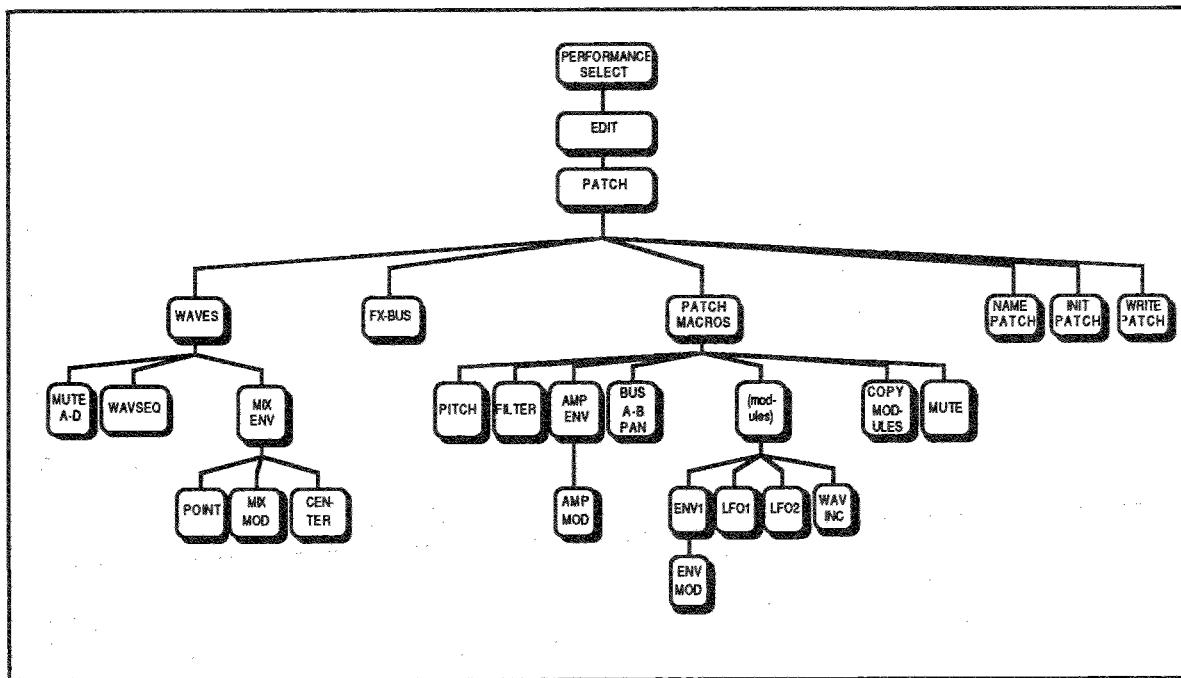 PERFORMANCE
SELECT
EDIT
PATCH
WAVES
FX-BUS
PATCH
MACROS
NAME
PATCH
INIT
PATCH
WRITE
PATCH
MUTE
A-D
WAVSEQ
MIX
ENV
PITCH
FILTER
AMP
ENV
BUS
A-B
PAN
(mod-
ules)
COPY
MOD-
ULES
MUTE
POINT
MIX
MOD
CEN-
TER
AMP
MOD
ENV1
LFO1
LFO2
WAV
INC
ENV
MOD